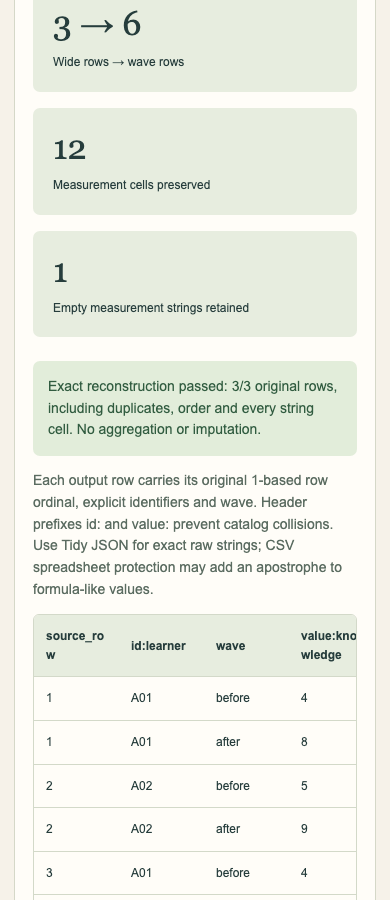 3 → 6
Wide rows → wave rows
12
Measurement cells preserved
1
Empty measurement strings retained
Exact reconstruction passed: 3/3 original rows,
including duplicates, order and every string
cell. No aggregation or imputation.
Each output row carries its original 1-based row
ordinal, explicit identifiers and wave. Header
prefixes id: and value: prevent catalog collisions.
Use Tidy JSON for exact raw strings; CSV
spreadsheet protection may add an apostrophe to
formula-like values.
source_ro id:learner wave value:kno
w wledge
1 A01 before 4
1 A01 after 8
2 A02 before 5
2 A02 after 9
3 A01 before 4